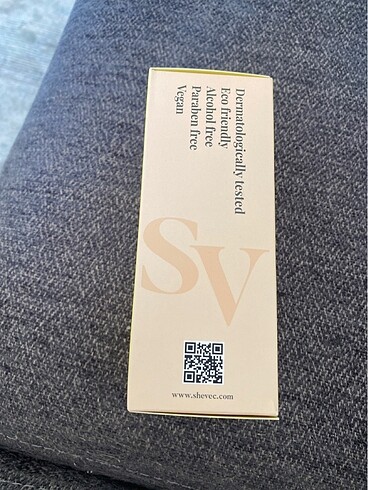 Dermatologically tested
Eco friendly
Alcohol free
Paraben free
Vegan
SV
www.shevec.com